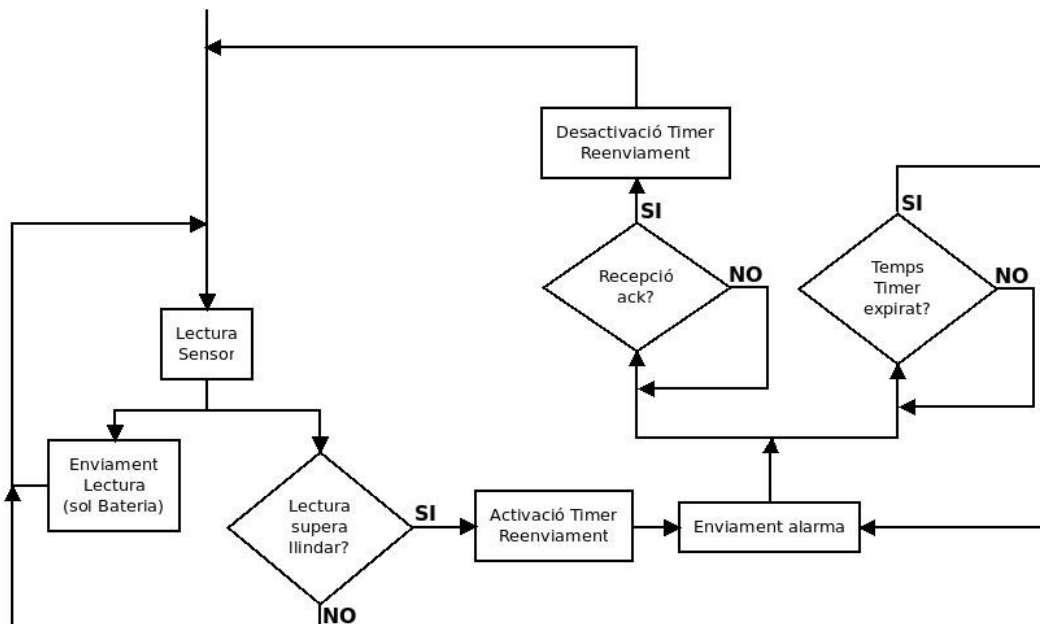 Desactivació Timer
Reenviament
SI
SI
Recepció
ack?
NO
Temps
Timer
expirat?
NO
Lectura
Sensor
Enviament
Lectura
(sol Bateria)
Lectura
supera
llindar?
SI
Activació Timer
Reenviament
Enviament alarma
NO